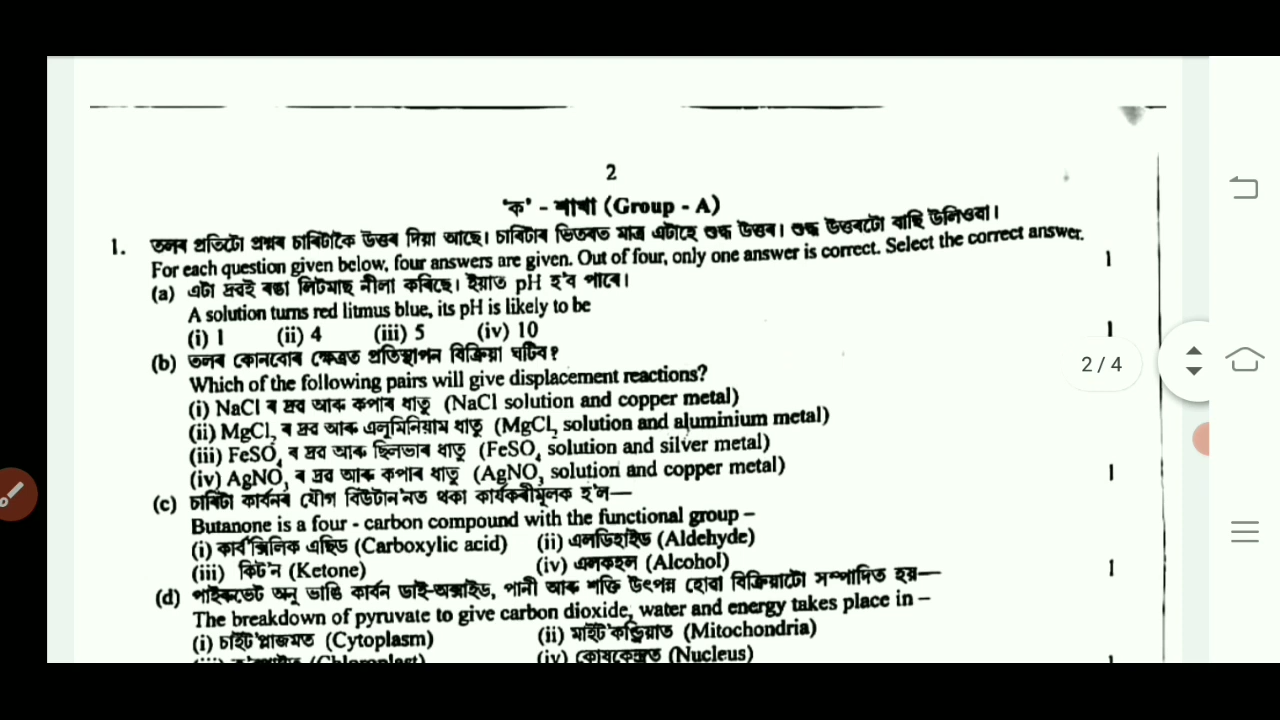 2
'ক' - শাখা (Group - A)
1. তলৰ প্ৰতিটো প্ৰশ্নৰ চাৰিটাকৈ উত্তৰ দিয়া আছে। চাৰিটাৰ ভিতৰত মাত্ৰ এটাহে শুদ্ধ উত্তৰ। শুদ্ধ উত্তৰটো বাছি উলিওৱা।
For each question given below, four answers are given. Out of four, only one answer is correct. Select the correct answer.
(a) এটা দ্ৰৱই ৰঙা লিটমাছ নীলা কৰিছে। ইয়াত pH হ'ব পাৰে। 1
A solution turns red litmus blue, its pH is likely to be
(i) 1 (ii) 4 (iii) 5 (iv) 10 1
(b) তলৰ কোনবোৰ ক্ষেত্ৰত প্ৰতিস্থাপন বিক্ৰিয়া ঘটিব?
2 / 4
Which of the following pairs will give displacement reactions?
(i) NaCl ৰ দ্ৰৱ আৰু কপাৰ ধাতু (NaCl solution and copper metal)
(ii) MgCl₂ ৰ দ্ৰৱ আৰু এলুমিনিয়াম ধাতু (MgCl₂ solution and aluminium metal)
(iii) FeSO₄ ৰ দ্ৰৱ আৰু ছিলভাৰ ধাতু (FeSO₄ solution and silver metal)
(iv) AgNO₃ ৰ দ্ৰৱ আৰু কপাৰ ধাতু (AgNO₃ solution and copper metal) 1
(c) চাৰিটা কাৰ্বনৰ যৌগ বিউটান'নত থকা কাৰ্যকৰীমূলক হ'ল—
Butanone is a four - carbon compound with the functional group –
(i) কাৰ্বক্সিলিক এছিড (Carboxylic acid) (ii) এলডিহাইড (Aldehyde)
(iii) কিট'ন (Ketone) (iv) এলকহল (Alcohol) 1
(d) পাইৰুভেট অনু ভাঙি কাৰ্বন ডাই-অক্সাইড, পানী আৰু শক্তি উৎপন্ন হোৱা বিক্ৰিয়াটো সম্পাদিত হয়—
The breakdown of pyruvate to give carbon dioxide, water and energy takes place in –
(i) চাইট'প্লাজমত (Cytoplasm) (ii) মাইট'কণ্ড্ৰিয়াত (Mitochondria)
(Chloroplast) (iv) কোষকেন্দ্ৰত (Nucleus) 1